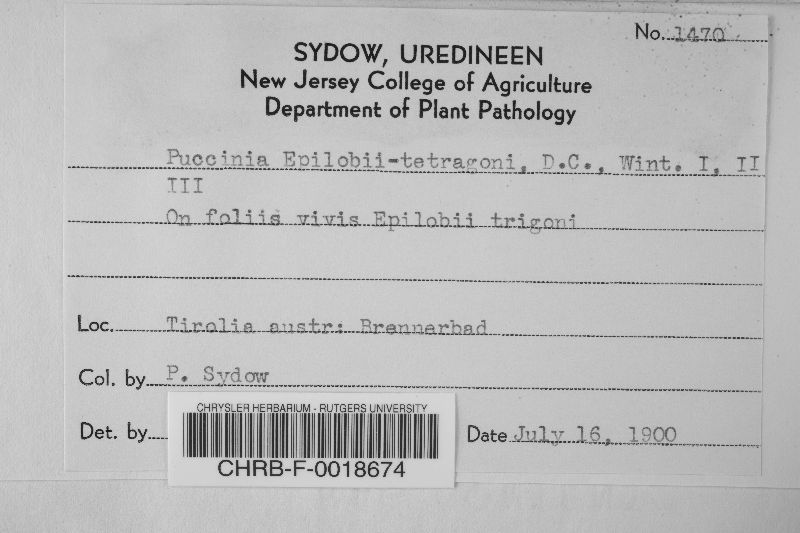 No. 1470
SYDOW, UREDINEEN
New Jersey College of Agriculture
Department of Plant Pathology
Puccinia Epilobii-tetragoni, D.C., Wint. I, II
III
On foliis vivis Epilobii trigoni
Loc. Tirolia austr: Brennerbad
Col. by P. Sydow
Det. by
Date July 16, 1900
CHRYSLER HERBARIUM - RUTGERS UNIVERSITY
CHRB-F-0018674